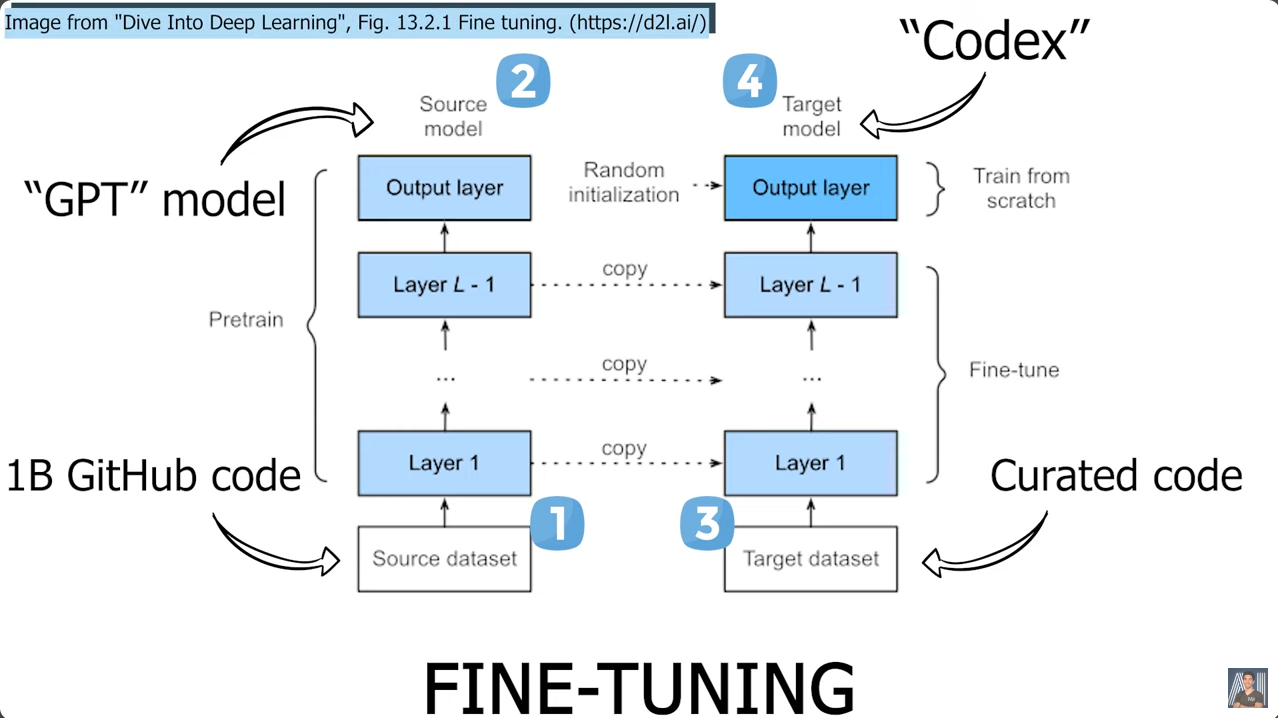 Image from "Dive Into Deep Learning", Fig. 13.2.1 Fine tuning. (https://d2l.ai/)
“Codex”
2
4
Source
model
Target
model
“GPT” model
Output layer
Random
initialization
Output layer
Train from
scratch
Layer L - 1
copy
Layer L - 1
Pretrain
...
copy
...
Fine-tune
1B GitHub code
Layer 1
copy
Layer 1
Curated code
1
3
Source dataset
Target dataset
FINE-TUNING